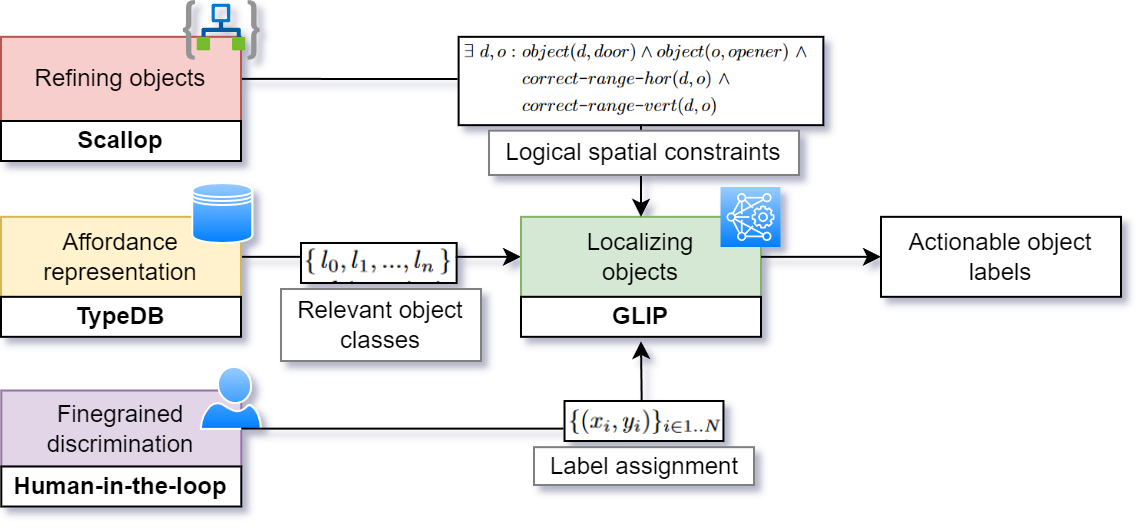 Refining objects
Scallop
∃ d, o : object(d, door) ∧ object(o, opener) ∧
correct−range−hor(d, o) ∧
correct−range−vert(d, o)
Logical spatial constraints
Affordance
representation
TypeDB
{ l₀, l₁, ..., lₙ }
Relevant object
classes
Localizing
objects
GLIP
Actionable object
labels
Finegrained
discrimination
Human-in-the-loop
{(xᵢ, yᵢ)}i∈1..N
Label assignment